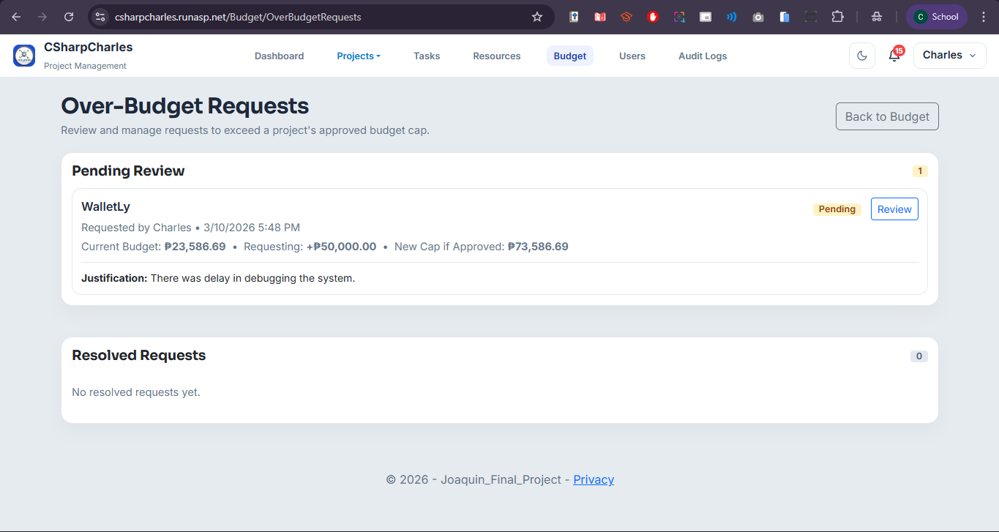 csharpcharles.runasp.net/Budget/OverBudgetRequests
C School
CSharpCharles
Project Management
Dashboard Projects Tasks Resources Budget Users Audit Logs
15
Charles
Over-Budget Requests
Review and manage requests to exceed a project's approved budget cap.
Back to Budget
Pending Review
1
WalletLy
Pending
Review
Requested by Charles • 3/10/2026 5:48 PM
Current Budget: ₱23,586.69 • Requesting: +₱50,000.00 • New Cap if Approved: ₱73,586.69
Justification: There was delay in debugging the system.
Resolved Requests
0
No resolved requests yet.
© 2026 - Joaquin_Final_Project - Privacy